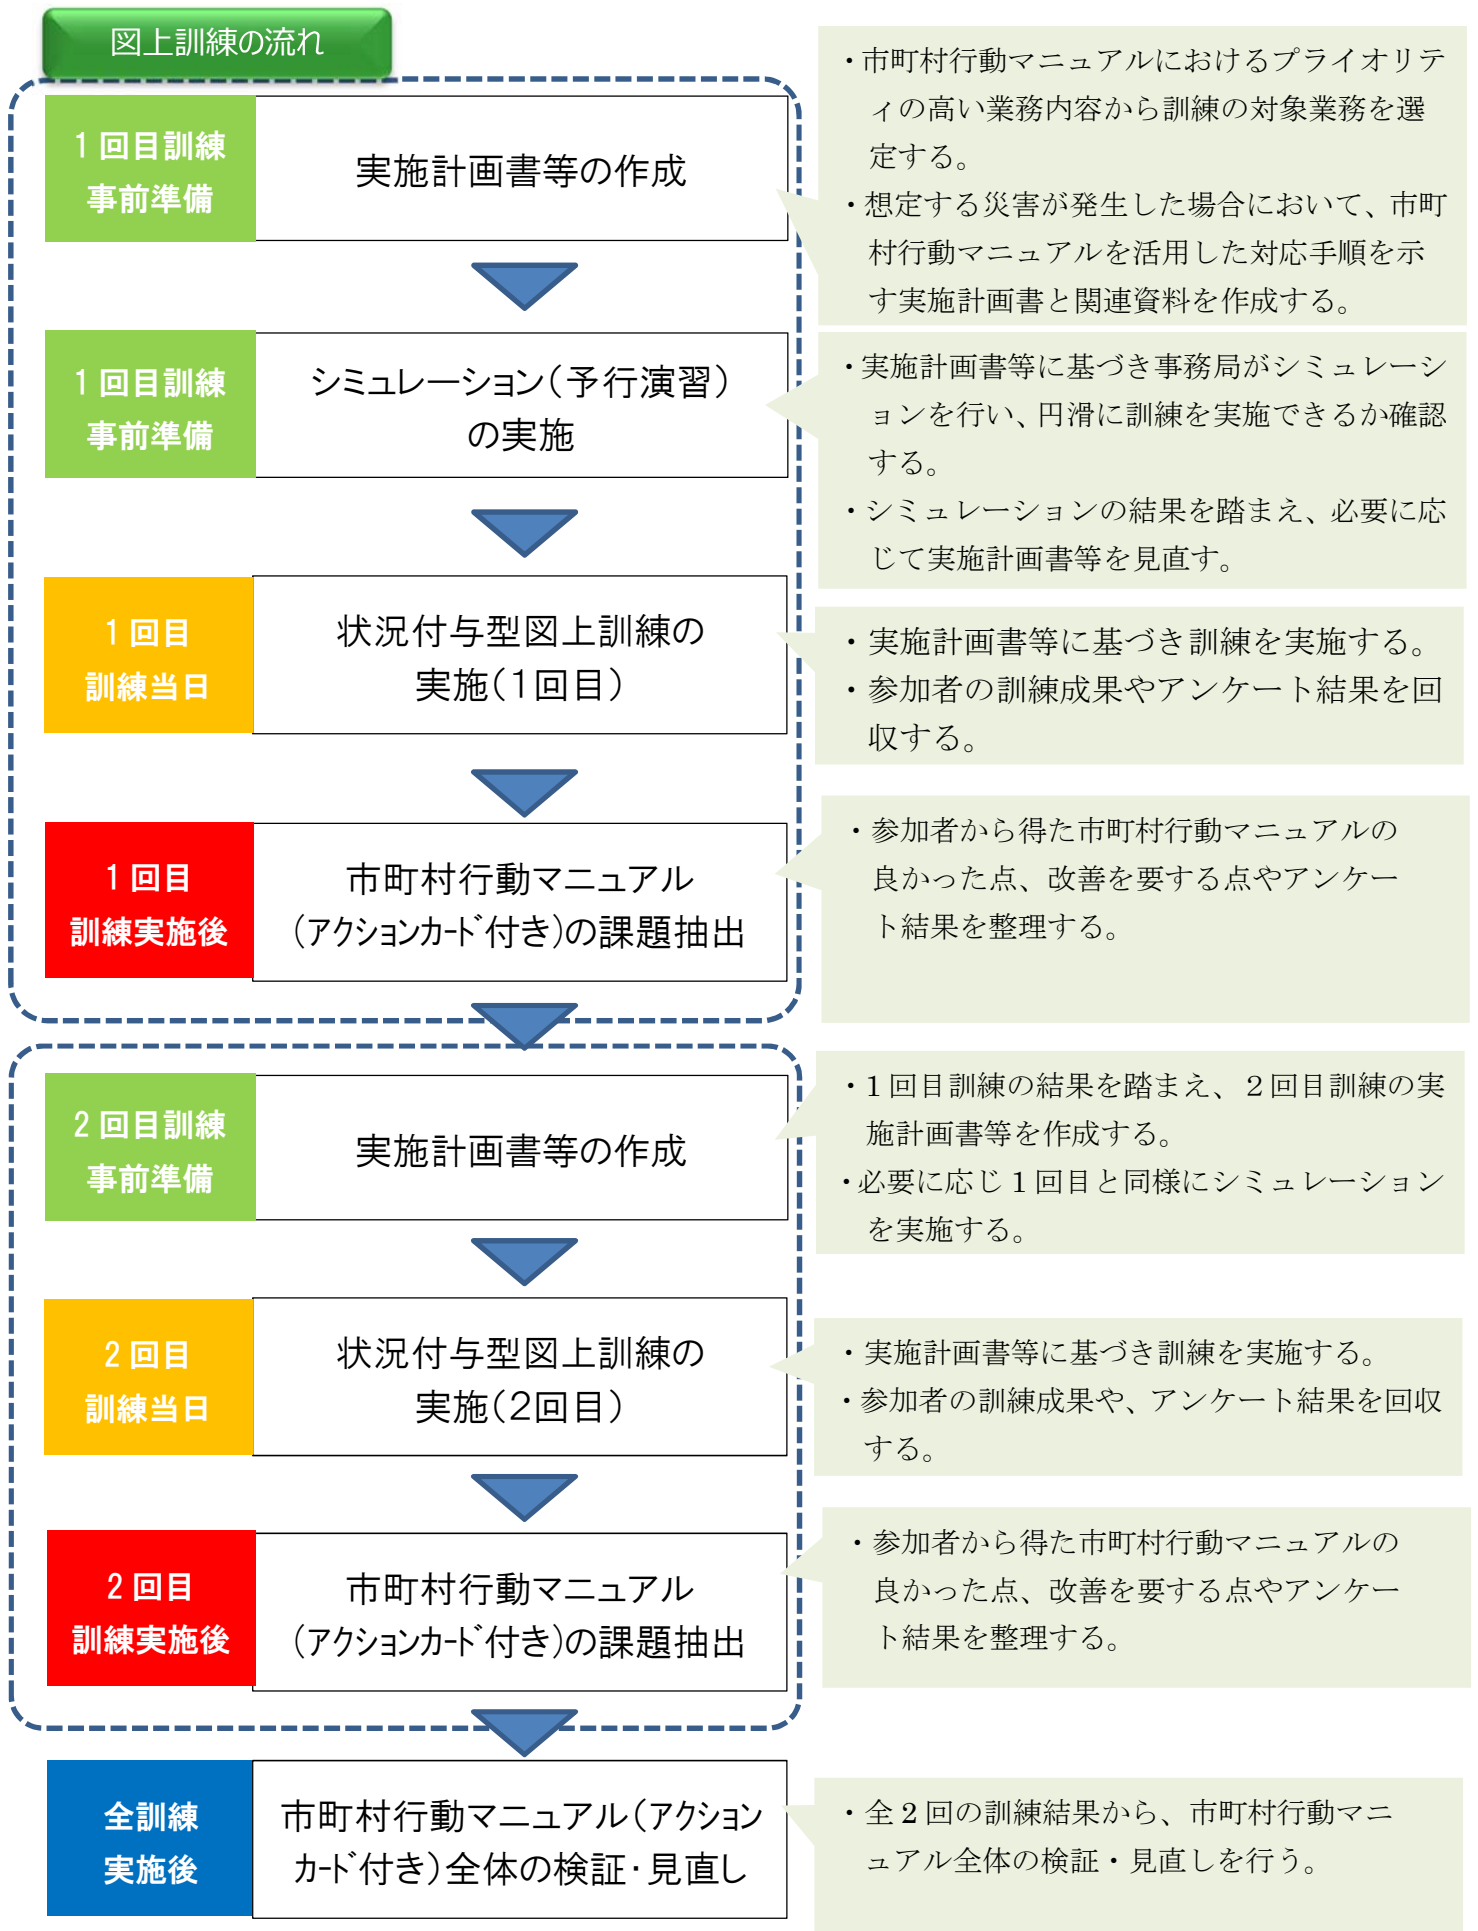 図上訓練の流れ
1回目訓練
事前準備
実施計画書等の作成
・市町村行動マニュアルにおけるプライオリテ
ィの高い業務内容から訓練の対象業務を選
定する。
・想定する災害が発生した場合において、市町
村行動マニュアルを活用した対応手順を示
す実施計画書と関連資料を作成する。
1回目訓練
事前準備
シミュレーション(予行演習)
の実施
・実施計画書等に基づき事務局がシミュレーシ
ョンを行い、円滑に訓練を実施できるか確認
する。
・シミュレーションの結果を踏まえ、必要に応
じて実施計画書等を見直す。
1回目
訓練当日
状況付与型図上訓練の
実施(1回目)
・実施計画書等に基づき訓練を実施する。
・参加者の訓練成果やアンケート結果を回
収する。
1回目
訓練実施後
市町村行動マニュアル
(アクションカード付き)の課題抽出
・参加者から得た市町村行動マニュアルの
良かった点、改善を要する点やアンケー
ト結果を整理する。
2回目訓練
事前準備
実施計画書等の作成
・1回目訓練の結果を踏まえ、2回目訓練の実
施計画書等を作成する。
・必要に応じ1回目と同様にシミュレーション
を実施する。
2回目
訓練当日
状況付与型図上訓練の
実施(2回目)
・実施計画書等に基づき訓練を実施する。
・参加者の訓練成果や、アンケート結果を回収
する。
2回目
訓練実施後
市町村行動マニュアル
(アクションカード付き)の課題抽出
・参加者から得た市町村行動マニュアルの
良かった点、改善を要する点やアンケー
ト結果を整理する。
全訓練
実施後
市町村行動マニュアル(アクション
カード付き)全体の検証・見直し
・全2回の訓練結果から、市町村行動マニ
ュアル全体の検証・見直しを行う。